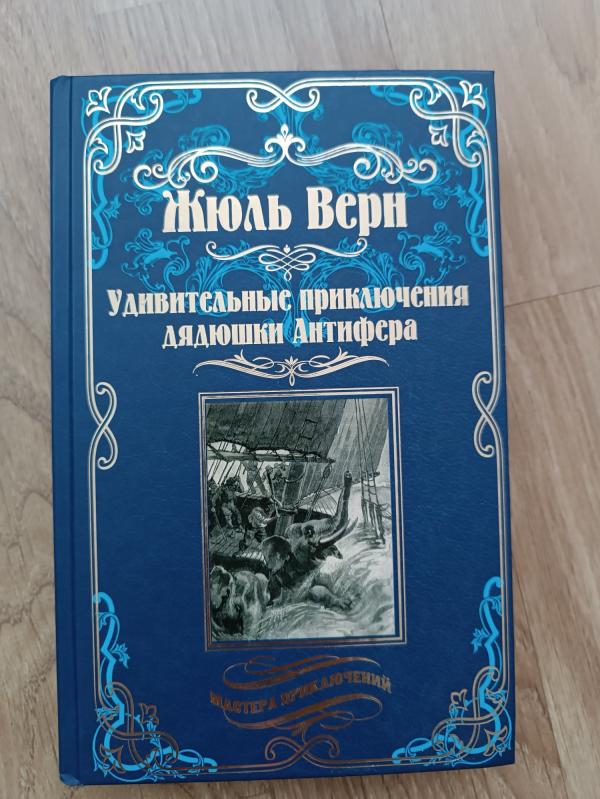 Жюль Верн
Удивительные приключения
дядюшки Антифера
МАСТЕРА ПРИКЛЮЧЕНИЙ